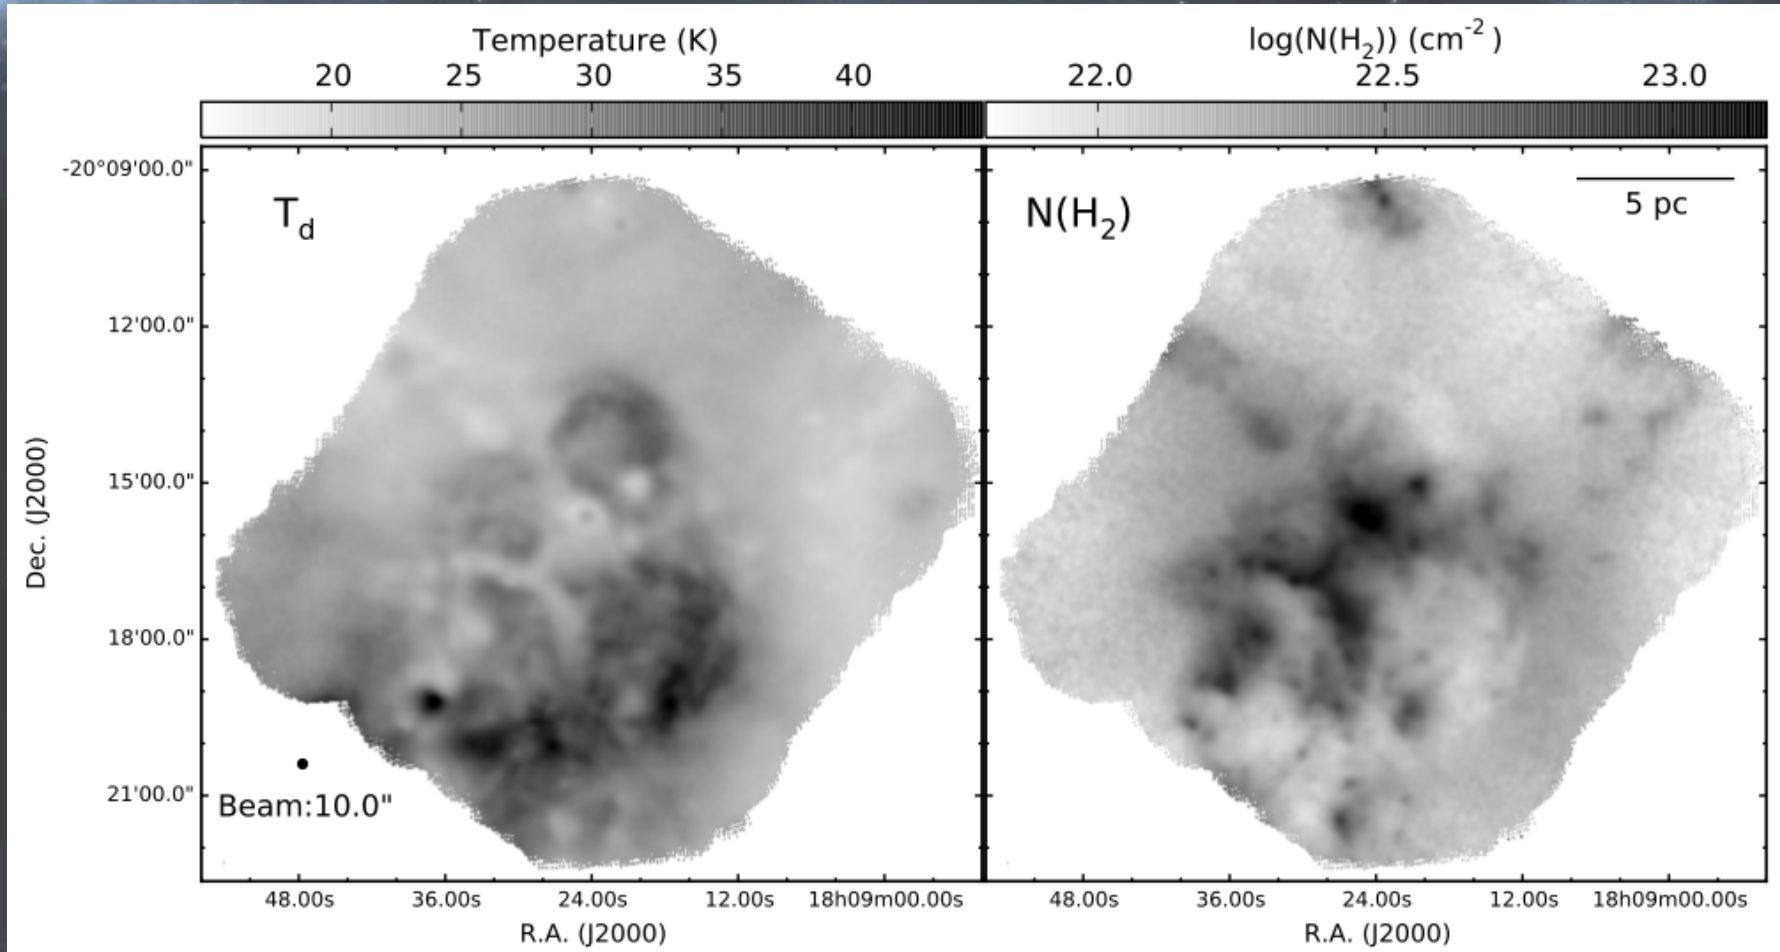 Temperature (K)
20 25 30 35 40
log(N(H2)) (cm-2)
22.0 22.5 23.0
Td
N(H2)
5 pc
Dec. (J2000)
-20°09'00.0"
12'00.0"
15'00.0"
18'00.0"
21'00.0"
Beam:10.0"
48.00s 36.00s 24.00s 12.00s 18h09m00.00s
R.A. (J2000)
48.00s 36.00s 24.00s 12.00s 18h09m00.00s
R.A. (J2000)